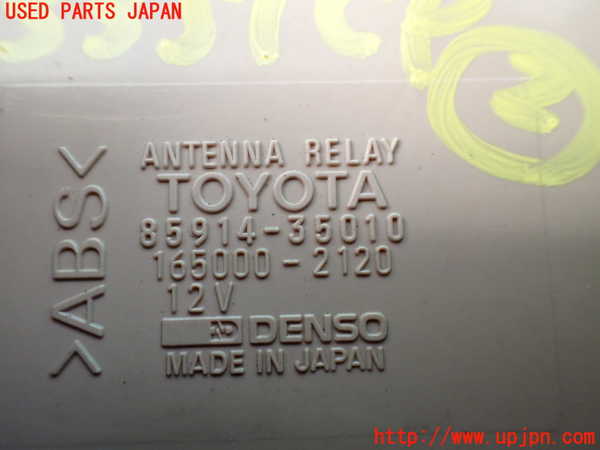 USED PARTS JAPAN
ANTENNA RELAY
TOYOTA
85914-35010
165000-2120
12V
ND DENSO
MADE IN JAPAN
>ABS<
http://www.upjpn.com/